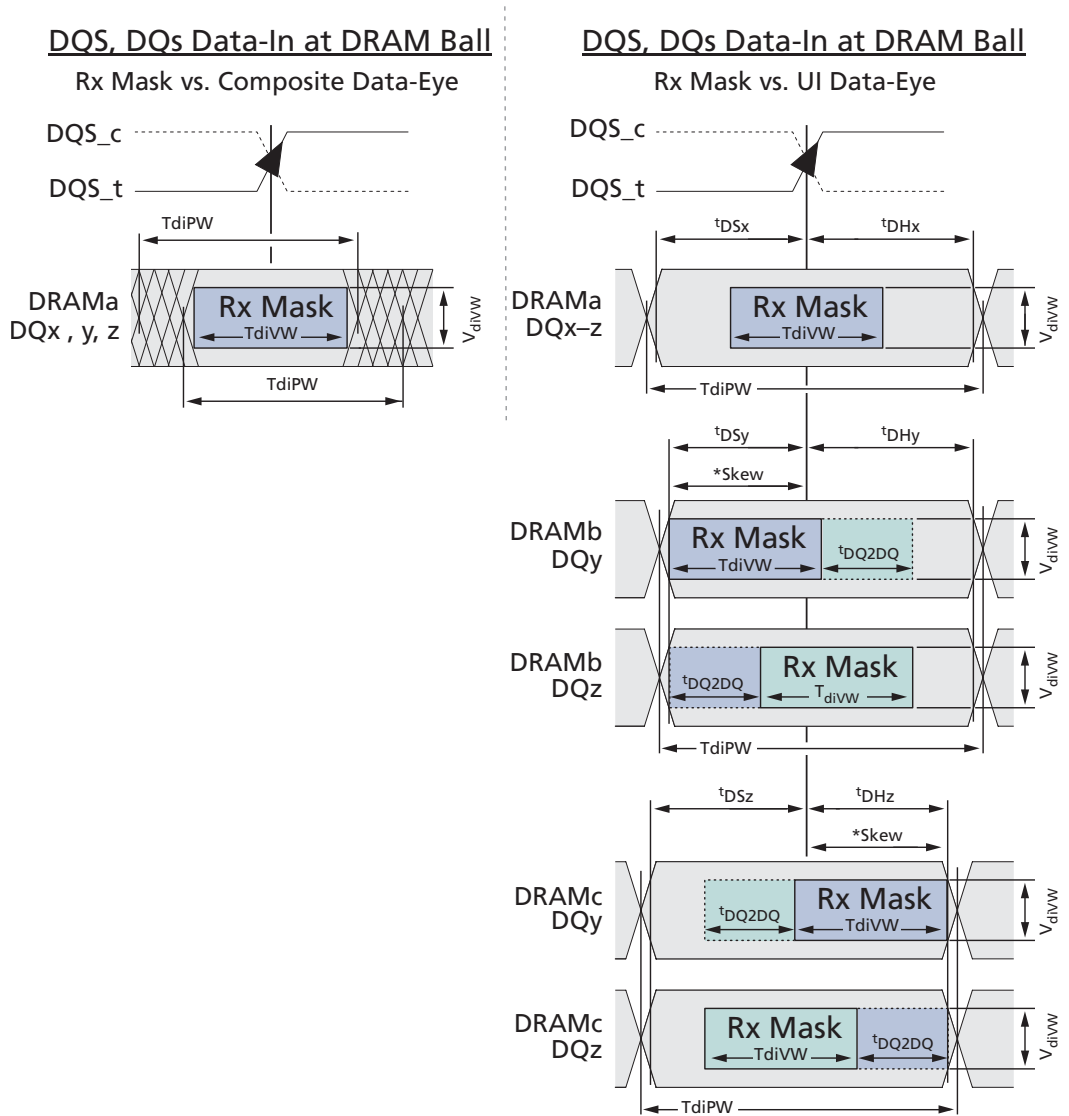 DQS, DQs Data-In at DRAM Ball
Rx Mask vs. Composite Data-Eye
DQS_c
DQS_t
TdiPW
DRAMa
DQx , y, z
Rx Mask
TdiVW
VdiVW
TdiPW
DQS, DQs Data-In at DRAM Ball
Rx Mask vs. UI Data-Eye
DQS_c
DQS_t
tDSx
tDHx
DRAMa
DQx–z
Rx Mask
TdiVW
VdiVW
TdiPW
tDSy
tDHy
*Skew
DRAMb
DQy
Rx Mask
TdiVW
tDQ2DQ
VdiVW
DRAMb
DQz
tDQ2DQ
Rx Mask
TdiVW
VdiVW
TdiPW
tDSz
tDHz
*Skew
DRAMc
DQy
tDQ2DQ
Rx Mask
TdiVW
VdiVW
DRAMc
DQz
Rx Mask
TdiVW
tDQ2DQ
VdiVW
TdiPW